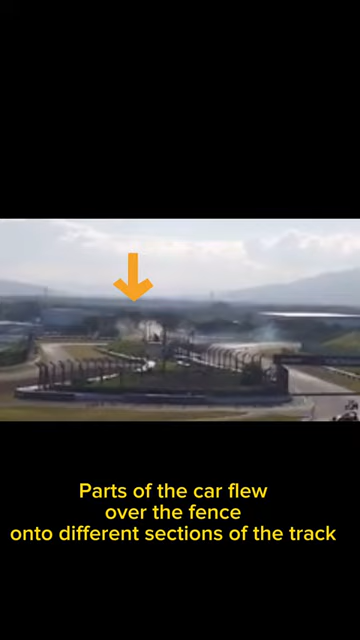 Parts of the car flew
over the fence
onto different sections of the track